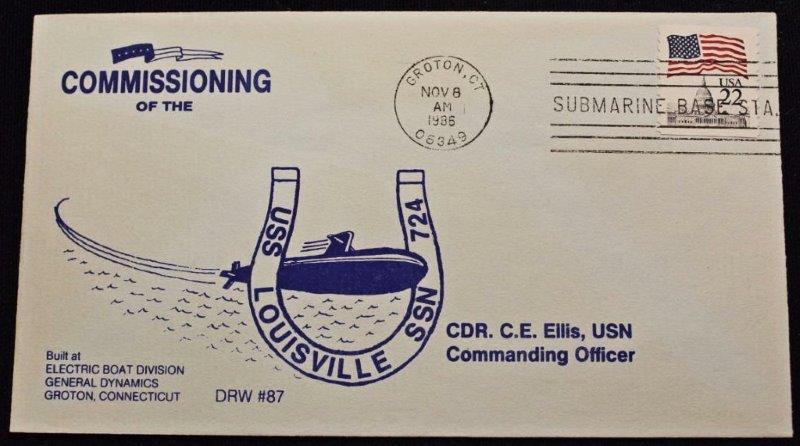 COMMISSIONING
OF THE
GROTON, CT
NOV 8
AM
1986
06349
SUBMARINE BASE STA.
USA
22
USS LOUISVILLE SSN 724
CDR. C.E. Ellis, USN
Commanding Officer
Built at
ELECTRIC BOAT DIVISION
GENERAL DYNAMICS
GROTON, CONNECTICUT
DRW #87